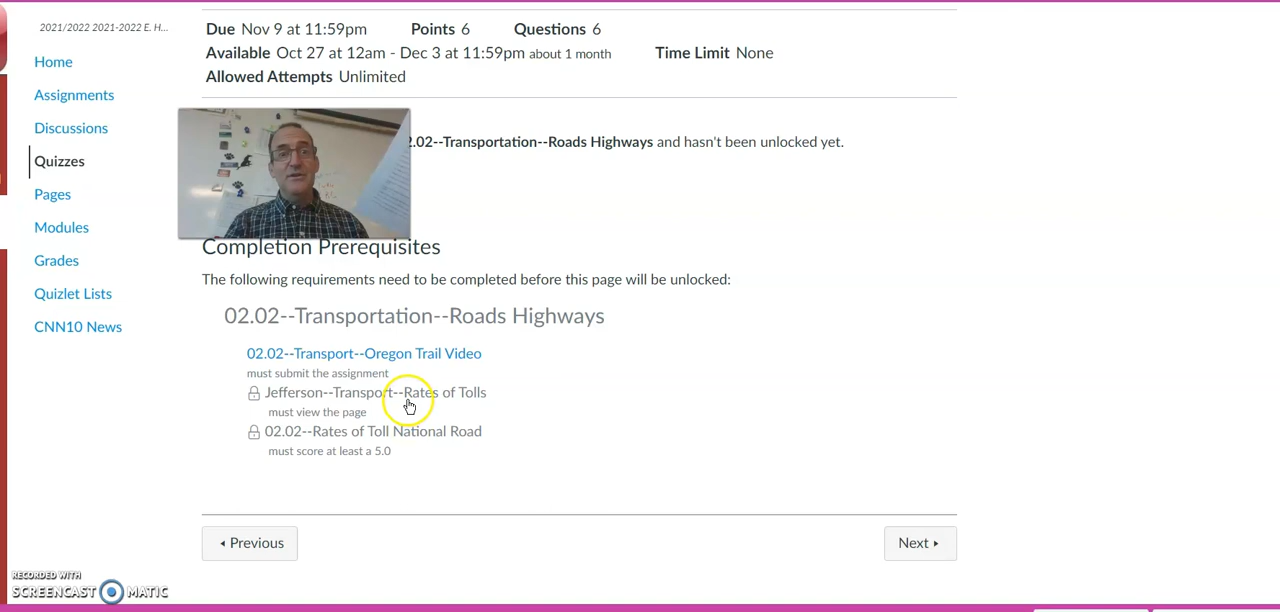 2021/2022 2021-2022 E. H...
Home
Assignments
Discussions
Quizzes
Pages
Modules
Grades
Quizlet Lists
CNN10 News
Due Nov 9 at 11:59pm Points 6 Questions 6
Available Oct 27 at 12am - Dec 3 at 11:59pm about 1 month Time Limit None
Allowed Attempts Unlimited
2.02--Transportation--Roads Highways and hasn't been unlocked yet.
Completion Prerequisites
The following requirements need to be completed before this page will be unlocked:
02.02--Transportation--Roads Highways
02.02--Transport--Oregon Trail Video
must submit the assignment
Jefferson--Transport--Rates of Tolls
must view the page
02.02--Rates of Toll National Road
must score at least a 5.0
Previous Next
RECORDED WITH
SCREENCAST MATIC